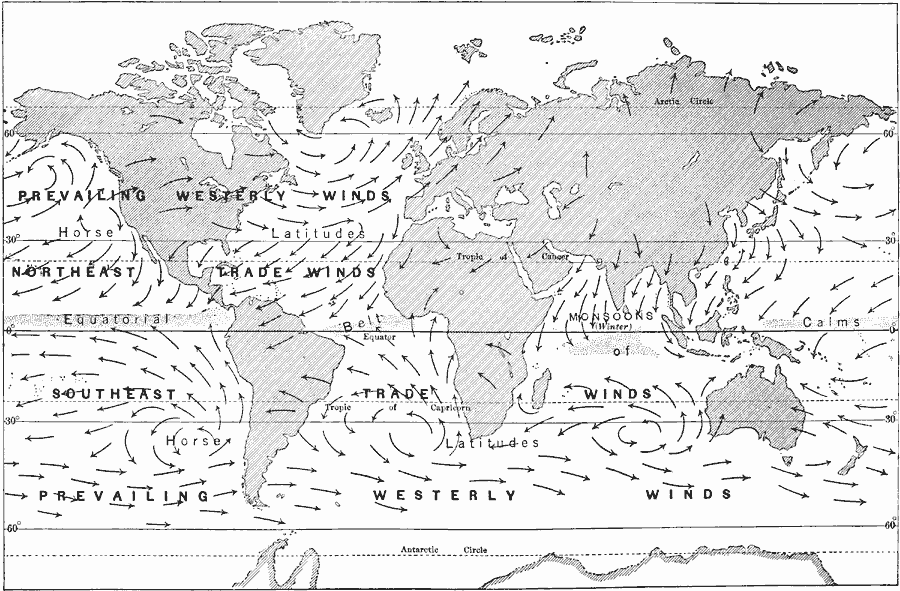 Arctic Circle
60° 60°
PREVAILING WESTERLY WINDS
Horse Latitudes
30° 30°
NORTHEAST TRADE WINDS
Tropic of Cancer
MONSOONS
(Winter)
Equatorial Belt of Calms
0° 0°
Equator
SOUTHEAST TRADE WINDS
Tropic of Capricorn
30° 30°
Horse Latitudes
PREVAILING WESTERLY WINDS
60° 60°
Antarctic Circle